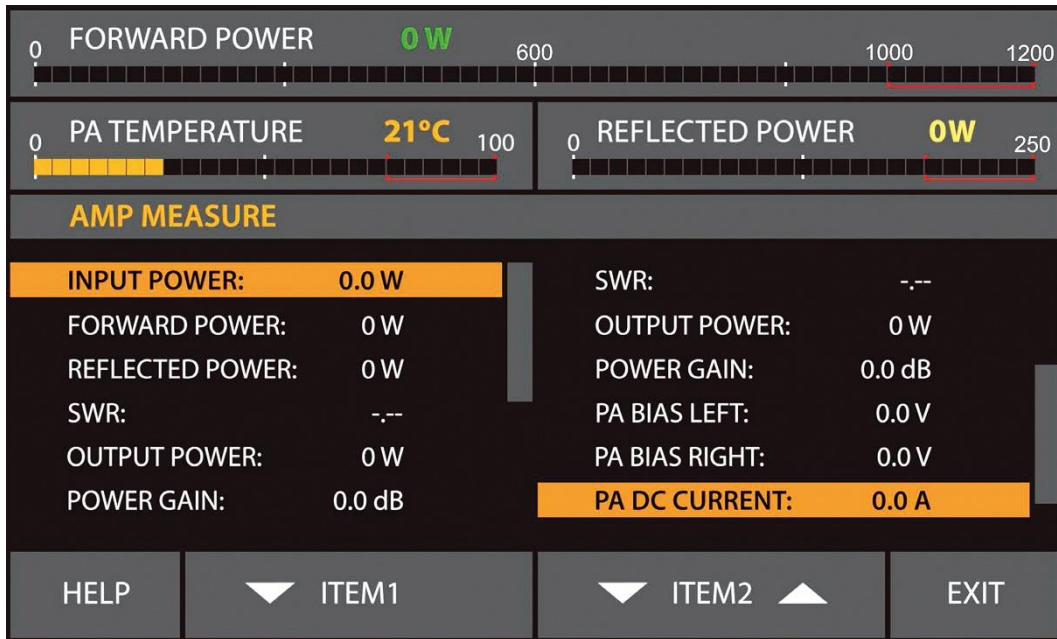 FORWARD POWER 0 W
0 600 1000 1200
PA TEMPERATURE 21°C
0 100
REFLECTED POWER 0W
0 250
AMP MEASURE
INPUT POWER: 0.0 W
FORWARD POWER: 0 W
REFLECTED POWER: 0 W
SWR: -.--
OUTPUT POWER: 0 W
POWER GAIN: 0.0 dB
SWR: -.--
OUTPUT POWER: 0 W
POWER GAIN: 0.0 dB
PA BIAS LEFT: 0.0 V
PA BIAS RIGHT: 0.0 V
PA DC CURRENT: 0.0 A
HELP ITEM1 ITEM2 EXIT